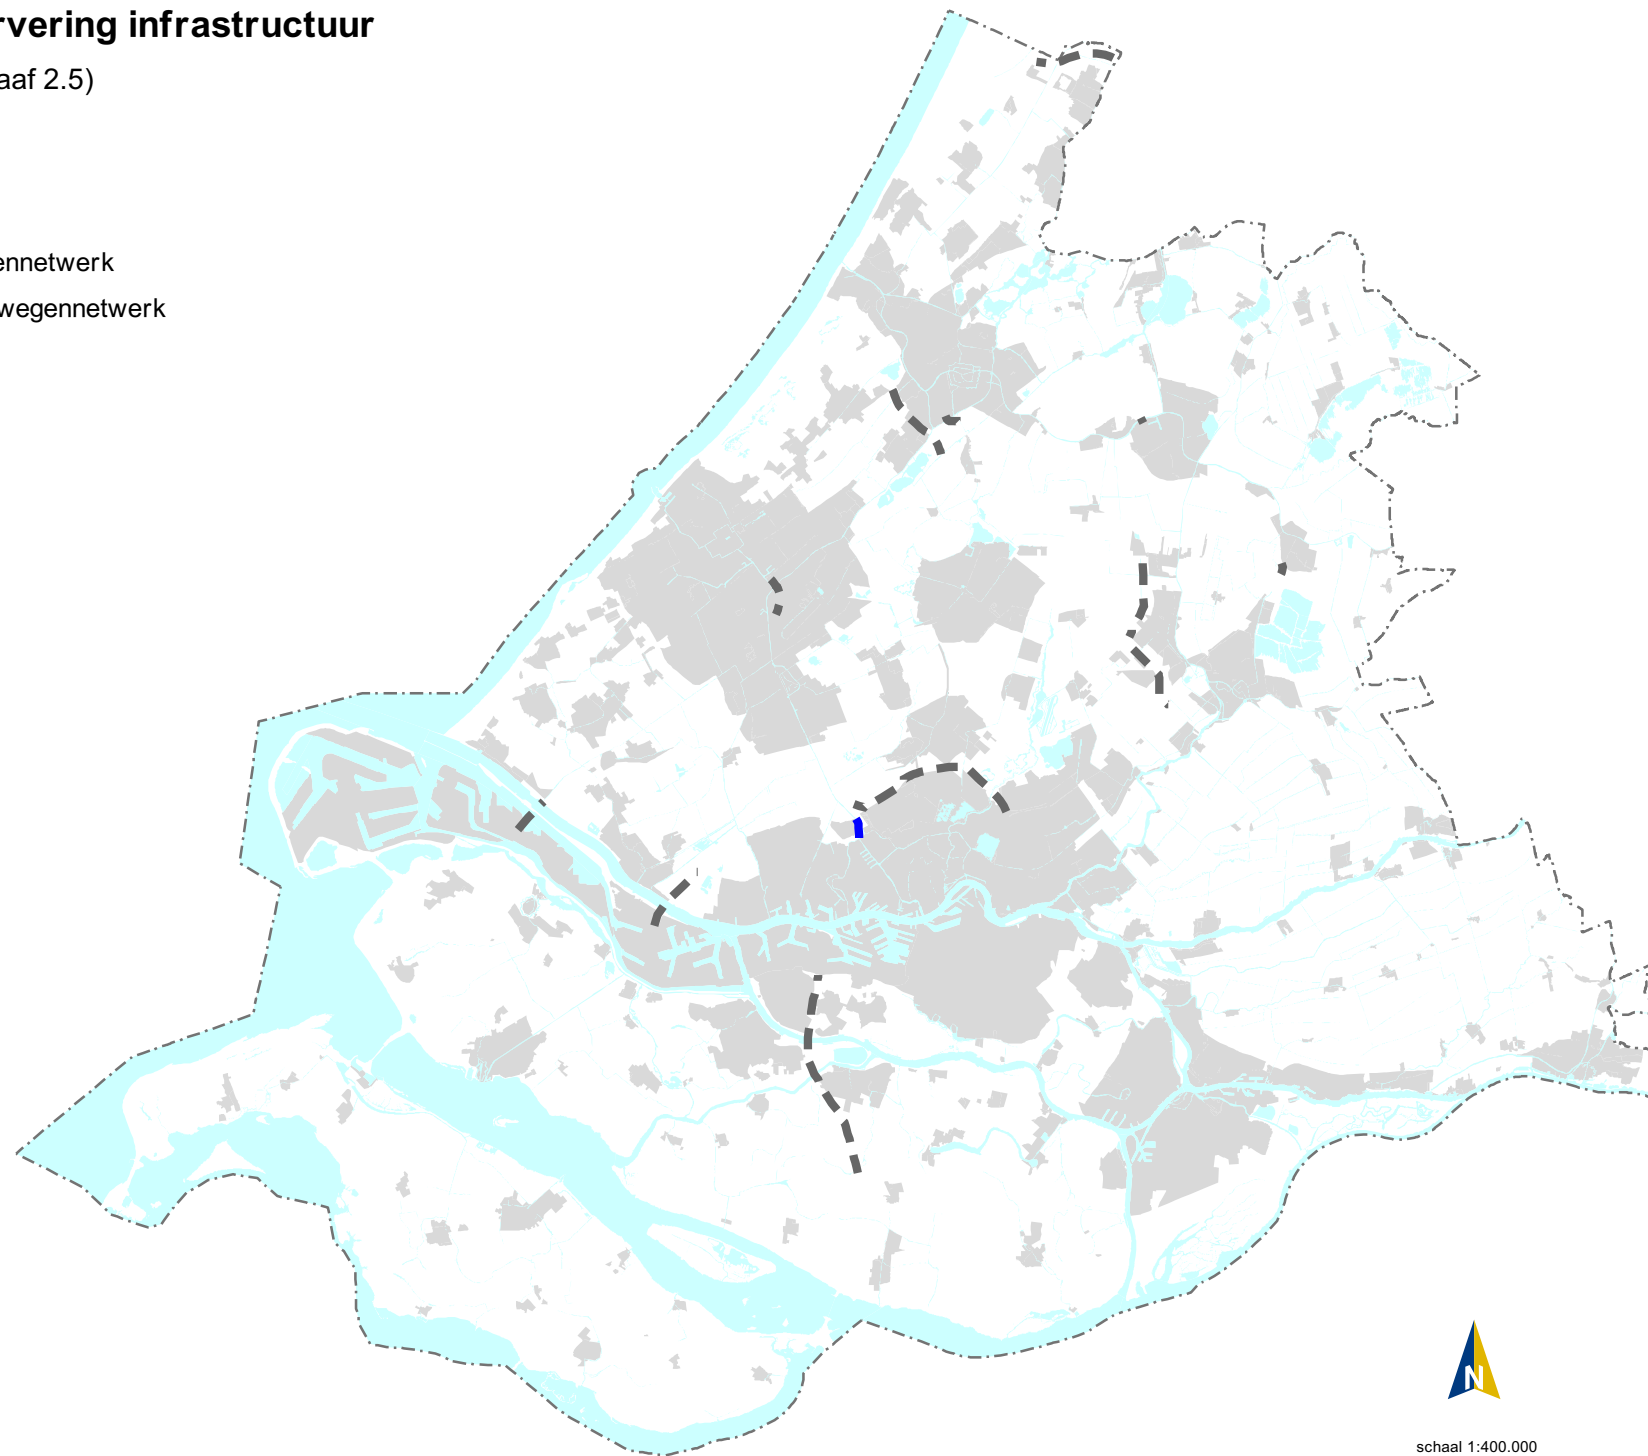 rvering infrastructuur
aaf 2.5)
ennetwerk
wegennetwerk
N
schaal 1:400.000